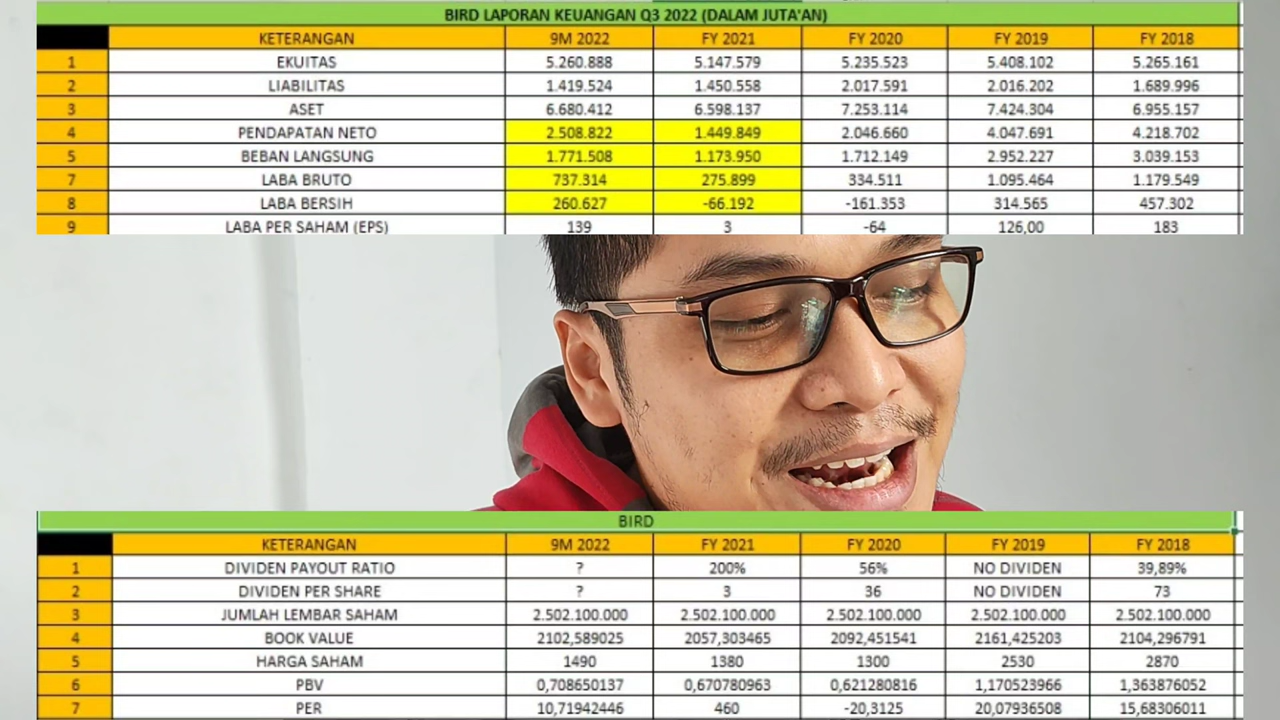 BIRD LAPORAN KEUANGAN Q3 2022 (DALAM JUTA'AN)
KETERANGAN 9M 2022 FY 2021 FY 2020 FY 2019 FY 2018
1 EKUITAS 5.260.888 5.147.579 5.235.523 5.408.102 5.265.161
2 LIABILITAS 1.419.524 1.450.558 2.017.591 2.016.202 1.689.996
3 ASET 6.680.412 6.598.137 7.253.114 7.424.304 6.955.157
4 PENDAPATAN NETO 2.508.822 1.449.849 2.046.660 4.047.691 4.218.702
5 BEBAN LANGSUNG 1.771.508 1.173.950 1.712.149 2.952.227 3.039.153
7 LABA BRUTO 737.314 275.899 334.511 1.095.464 1.179.549
8 LABA BERSIH 260.627 -66.192 -161.353 314.565 457.302
9 LABA PER SAHAM (EPS) 139 3 -64 126,00 183
BIRD
KETERANGAN 9M 2022 FY 2021 FY 2020 FY 2019 FY 2018
1 DIVIDEN PAYOUT RATIO ? 200% 56% NO DIVIDEN 39,89%
2 DIVIDEN PER SHARE ? 3 36 NO DIVIDEN 73
3 JUMLAH LEMBAR SAHAM 2.502.100.000 2.502.100.000 2.502.100.000 2.502.100.000 2.502.100.000
4 BOOK VALUE 2102,589025 2057,303465 2092,451541 2161,425203 2104,296791
5 HARGA SAHAM 1490 1380 1300 2530 2870
6 PBV 0,708650137 0,670780963 0,621280816 1,170523966 1,363876052
7 PER 10,71942446 460 -20,3125 20,07936508 15,68306011